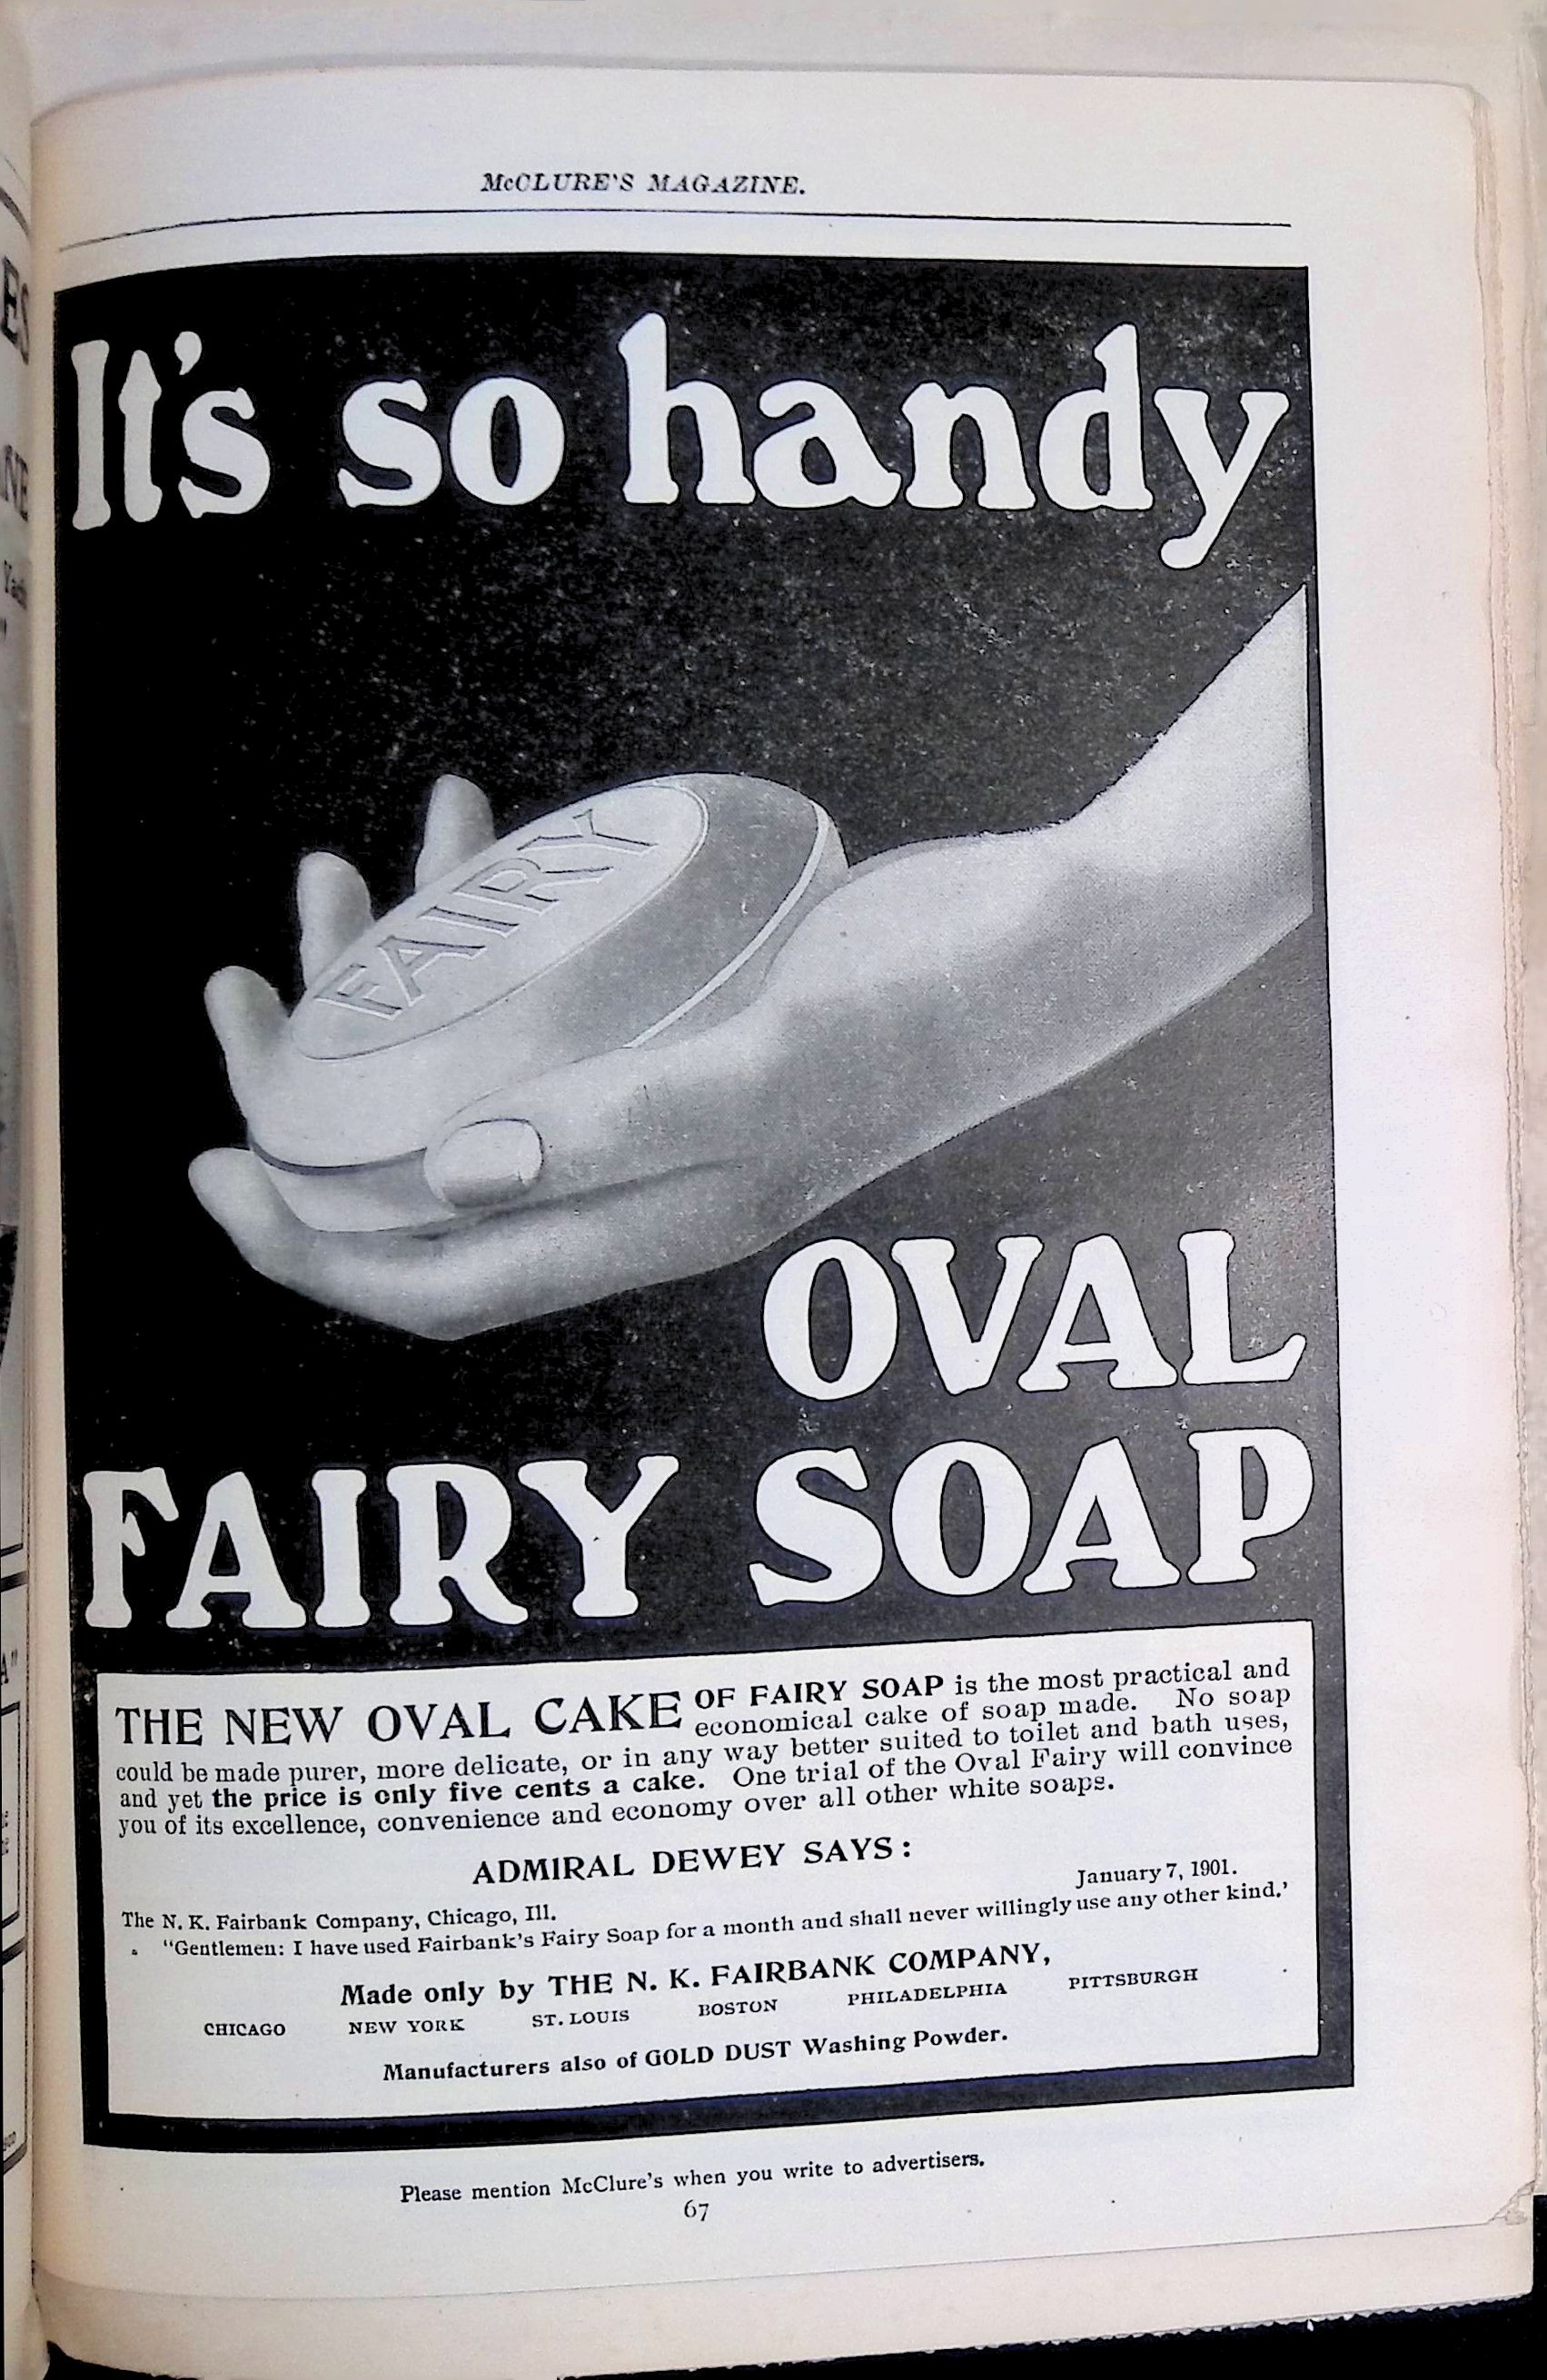 McCLURE'S MAGAZINE.
It's so handy
FAIRY
OVAL
FAIRY SOAP
THE NEW OVAL CAKE OF FAIRY SOAP is the most practical and
economical cake of soap made. No soap
could be made purer, more delicate, or in any way better suited to toilet and bath uses,
and yet the price is only five cents a cake. One trial of the Oval Fairy will convince
you of its excellence, convenience and economy over all other white soaps.
ADMIRAL DEWEY SAYS:
January 7, 1901.
The N. K. Fairbank Company, Chicago, Ill.
"Gentlemen: I have used Fairbank's Fairy Soap for a month and shall never willingly use any other kind.'
Made only by THE N. K. FAIRBANK COMPANY,
CHICAGO NEW YORK ST. LOUIS BOSTON PHILADELPHIA PITTSBURGH
Manufacturers also of GOLD DUST Washing Powder.
Please mention McClure's when you write to advertisers.
67